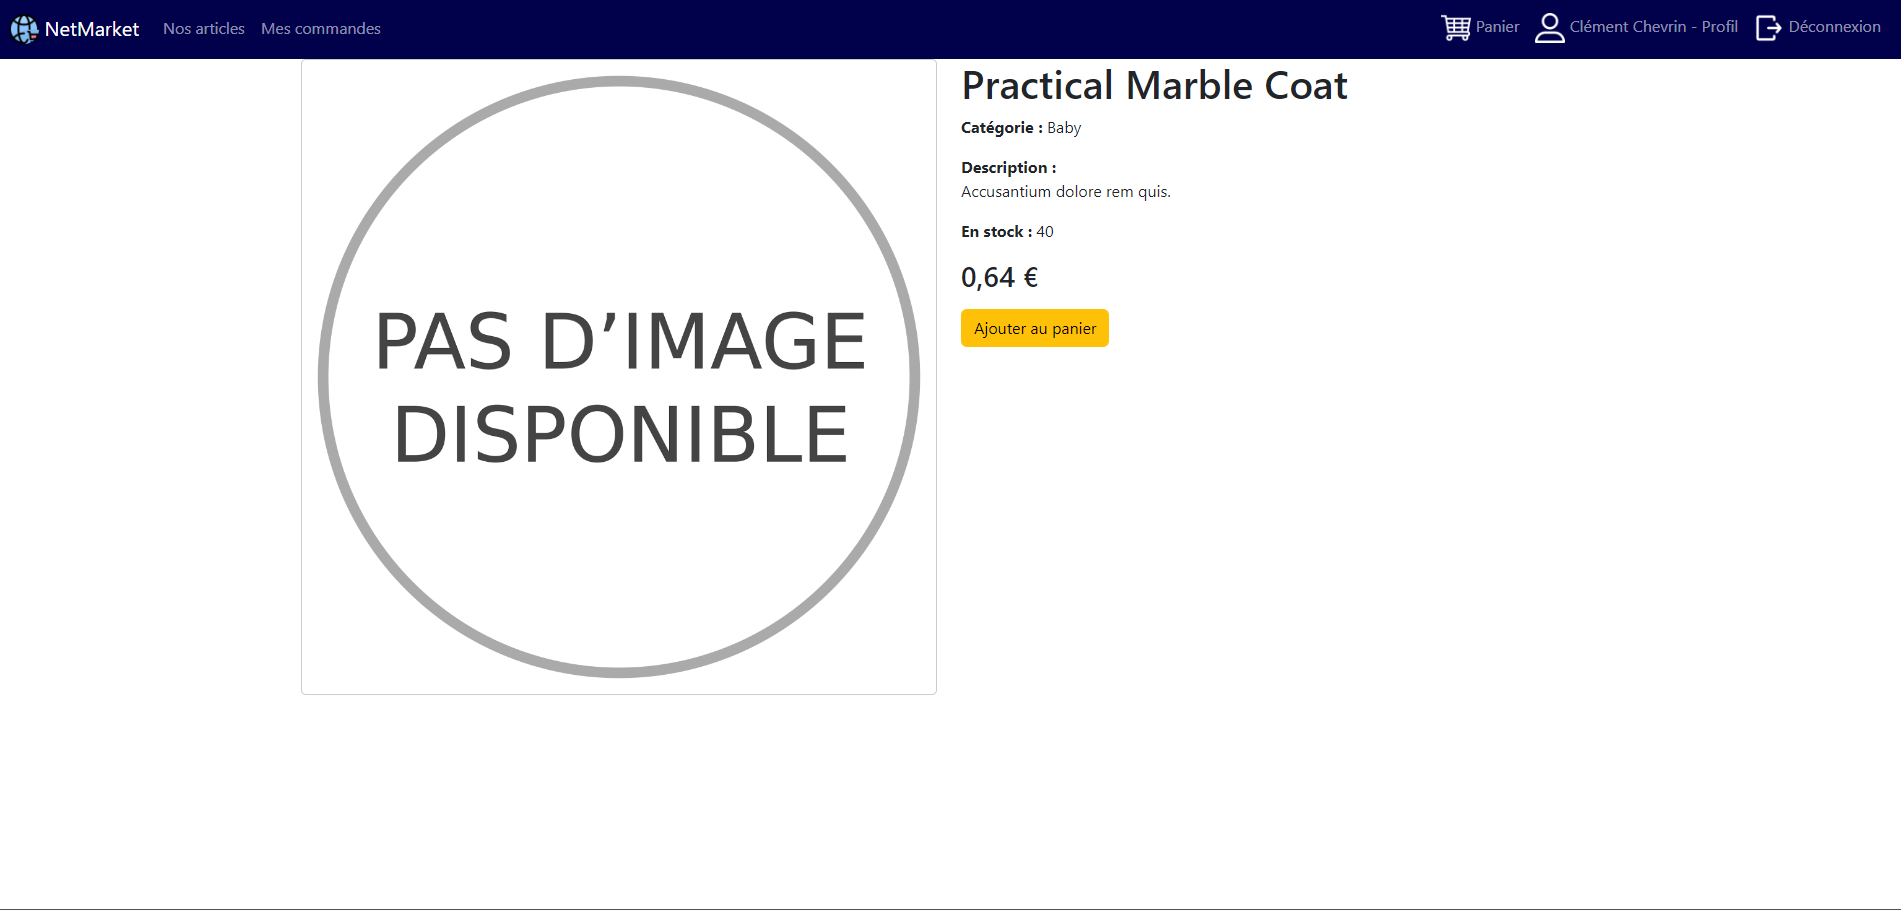 NetMarket Nos articles Mes commandes Panier Clément Chevrin - Profil Déconnexion
PAS D’IMAGE
DISPONIBLE
Practical Marble Coat
Catégorie : Baby
Description :
Accusantium dolore rem quis.
En stock : 40
0,64 €
Ajouter au panier